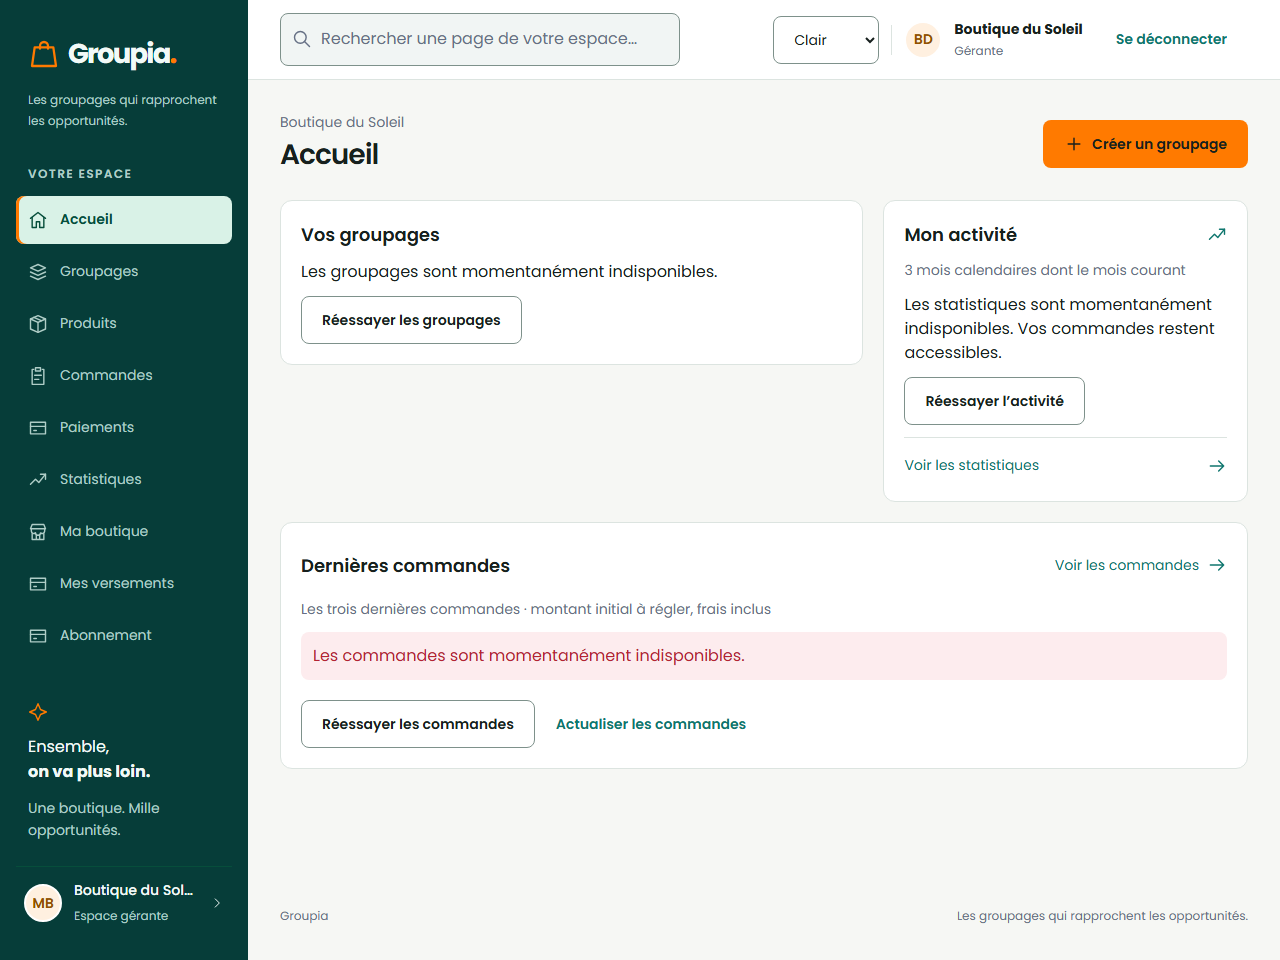 Groupia.
Les groupages qui rapprochent
les opportunités.
VOTRE ESPACE
Accueil
Groupages
Produits
Commandes
Paiements
Statistiques
Ma boutique
Mes versements
Abonnement
Ensemble,
on va plus loin.
Une boutique. Mille
opportunités.
MB
Boutique du Sol...
Espace gérante
Rechercher une page de votre espace...
Clair
BD
Boutique du Soleil
Gérante
Se déconnecter
Boutique du Soleil
Accueil
Créer un groupage
Vos groupages
Les groupages sont momentanément indisponibles.
Réessayer les groupages
Mon activité
3 mois calendaires dont le mois courant
Les statistiques sont momentanément
indisponibles. Vos commandes restent
accessibles.
Réessayer l’activité
Voir les statistiques
Dernières commandes
Voir les commandes
Les trois dernières commandes · montant initial à régler, frais inclus
Les commandes sont momentanément indisponibles.
Réessayer les commandes
Actualiser les commandes
Groupia
Les groupages qui rapprochent les opportunités.